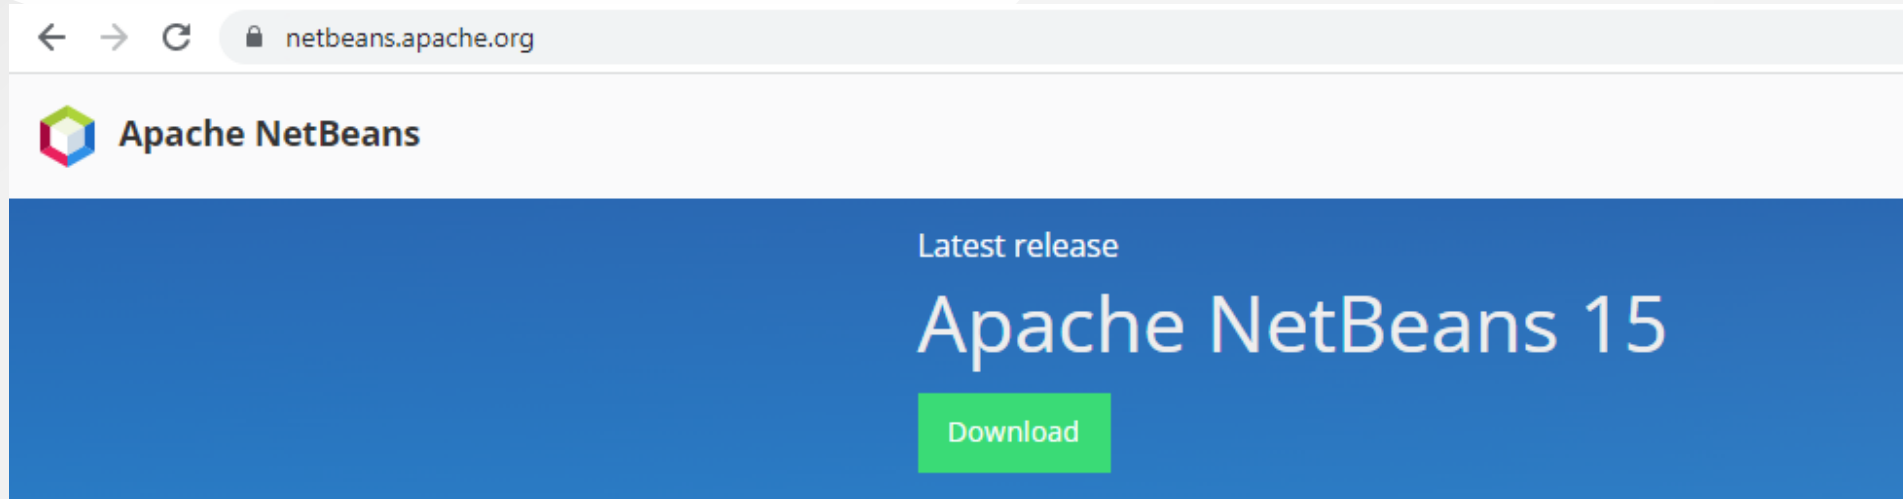 netbeans.apache.org
Apache NetBeans
Latest release
Apache NetBeans 15
Download